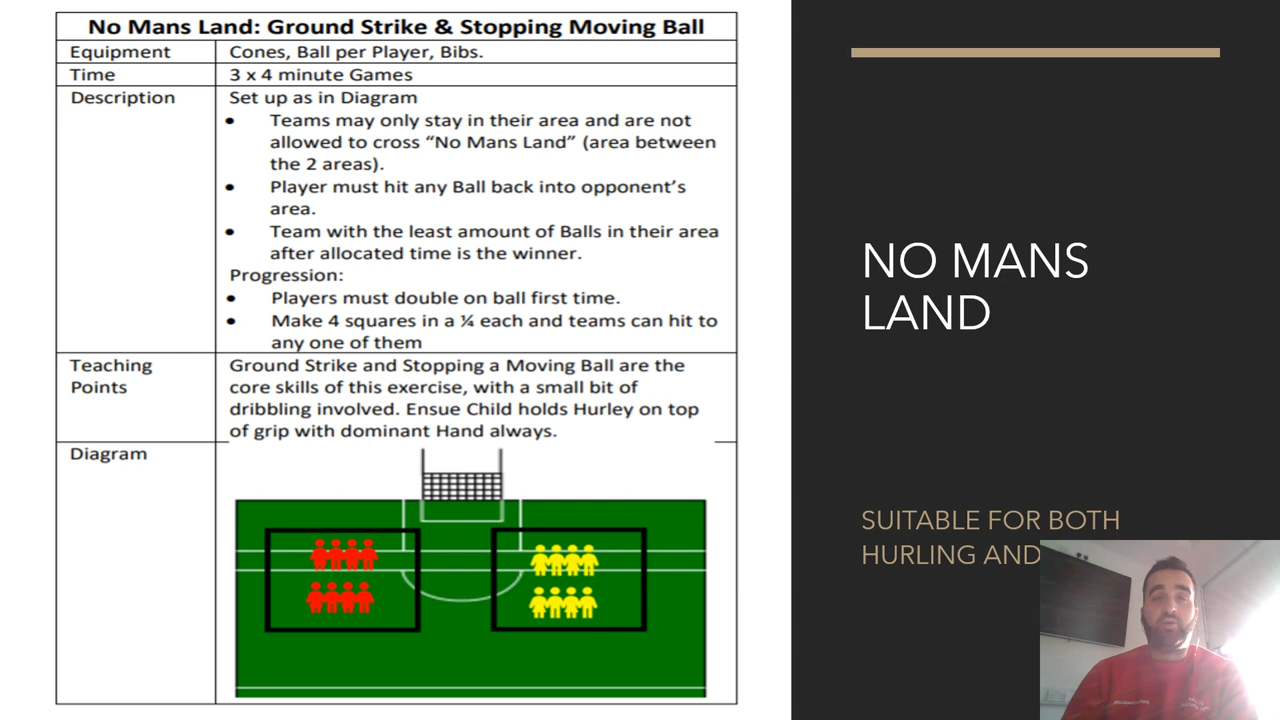 No Mans Land: Ground Strike & Stopping Moving Ball
Equipment
Cones, Ball per Player, Bibs.
Time
3 x 4 minute Games
Description
Set up as in Diagram
• Teams may only stay in their area and are not
allowed to cross “No Mans Land” (area between
the 2 areas).
• Player must hit any Ball back into opponent’s
area.
• Team with the least amount of Balls in their area
after allocated time is the winner.
Progression:
• Players must double on ball first time.
• Make 4 squares in a ¼ each and teams can hit to
any one of them
Teaching
Points
Ground Strike and Stopping a Moving Ball are the
core skills of this exercise, with a small bit of
dribbling involved. Ensue Child holds Hurley on top
of grip with dominant Hand always.
Diagram
NO MANS
LAND
SUITABLE FOR BOTH
HURLING AND